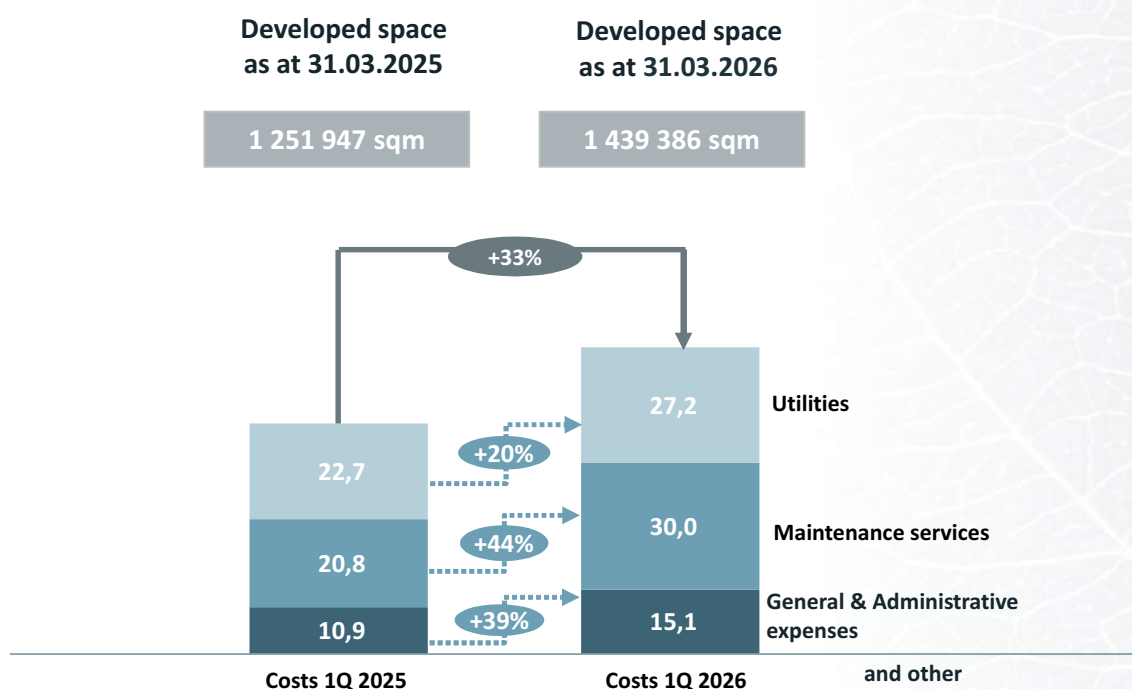 Developed space
as at 31.03.2025
Developed space
as at 31.03.2026
1 251 947 sqm
1 439 386 sqm
+33%
27,2
Utilities
+20%
22,7
30,0
Maintenance services
+44%
20,8
General & Administrative
expenses
15,1
+39%
10,9
and other
Costs 1Q 2025
Costs 1Q 2026